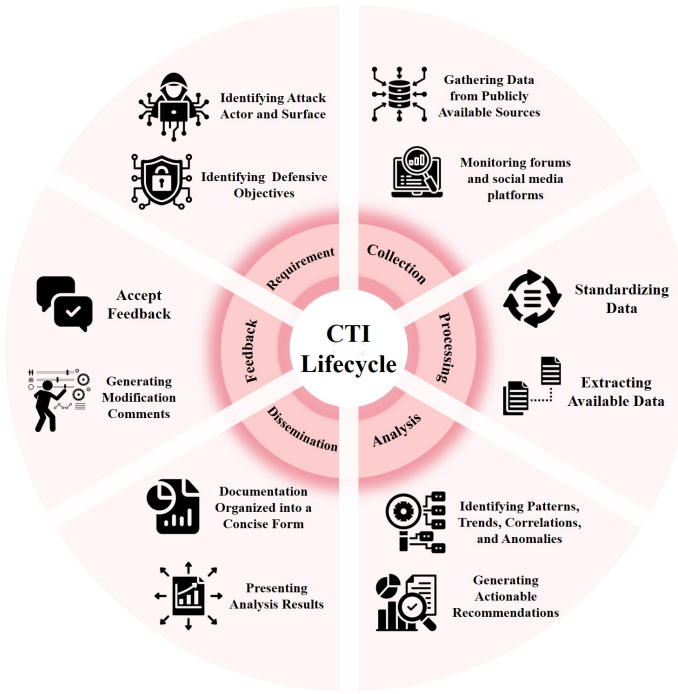 Identifying Attack
Actor and Surface
Identifying Defensive
Objectives
Gathering Data
from Publicly
Available Sources
Monitoring forums
and social media
platforms
Requirement
Collection
Accept
Feedback
Generating
Modification
Comments
Feedback
CTI
Lifecycle
Processing
Standardizing
Data
Extracting
Available Data
Dissemination
Analysis
Documentation
Organized into a
Concise Form
Presenting
Analysis Results
Identifying Patterns,
Trends, Correlations,
and Anomalies
Generating
Actionable
Recommendations